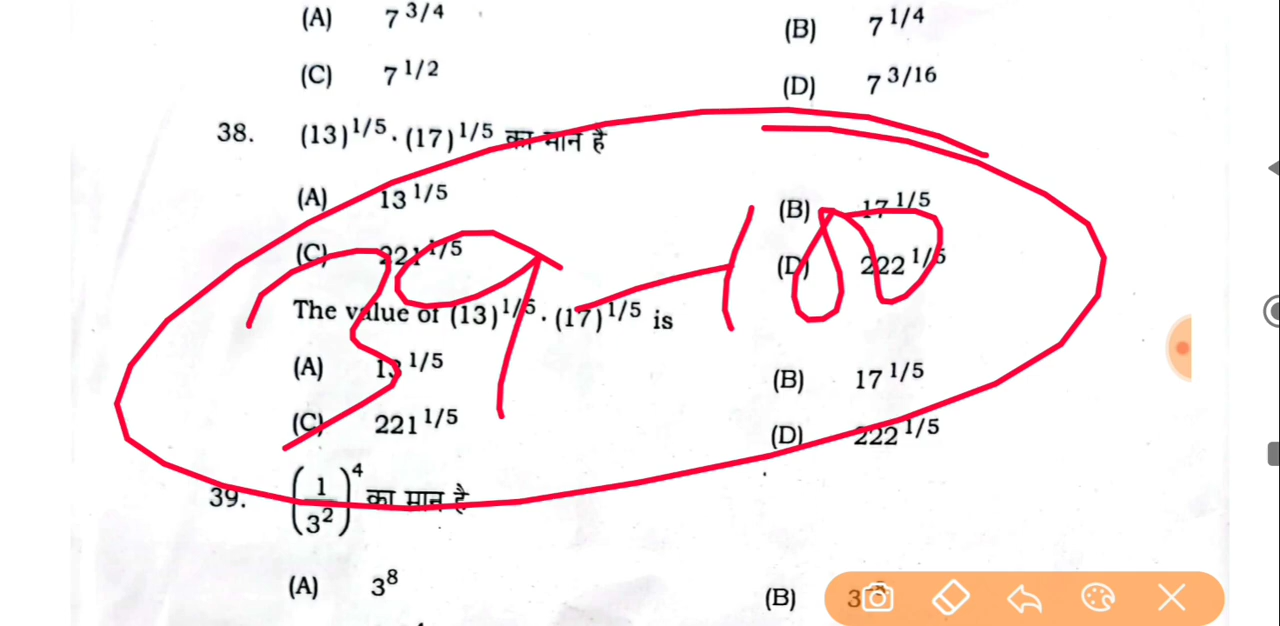 (A) 7 3/4 (B) 7 1/4
(C) 7 1/2 (D) 7 3/16
38. (13)1/5 . (17)1/5 का मान है
(A) 13 1/5 (B) 17 1/5
(C) 221 1/5 (D) 222 1/5
The value of (13)1/5 . (17)1/5 is
(A) 13 1/5 (B) 17 1/5
(C) 221 1/5 (D) 222 1/5
39. (1/3²)⁴ का मान है
(A) 3⁸ (B) 3
39 – 100